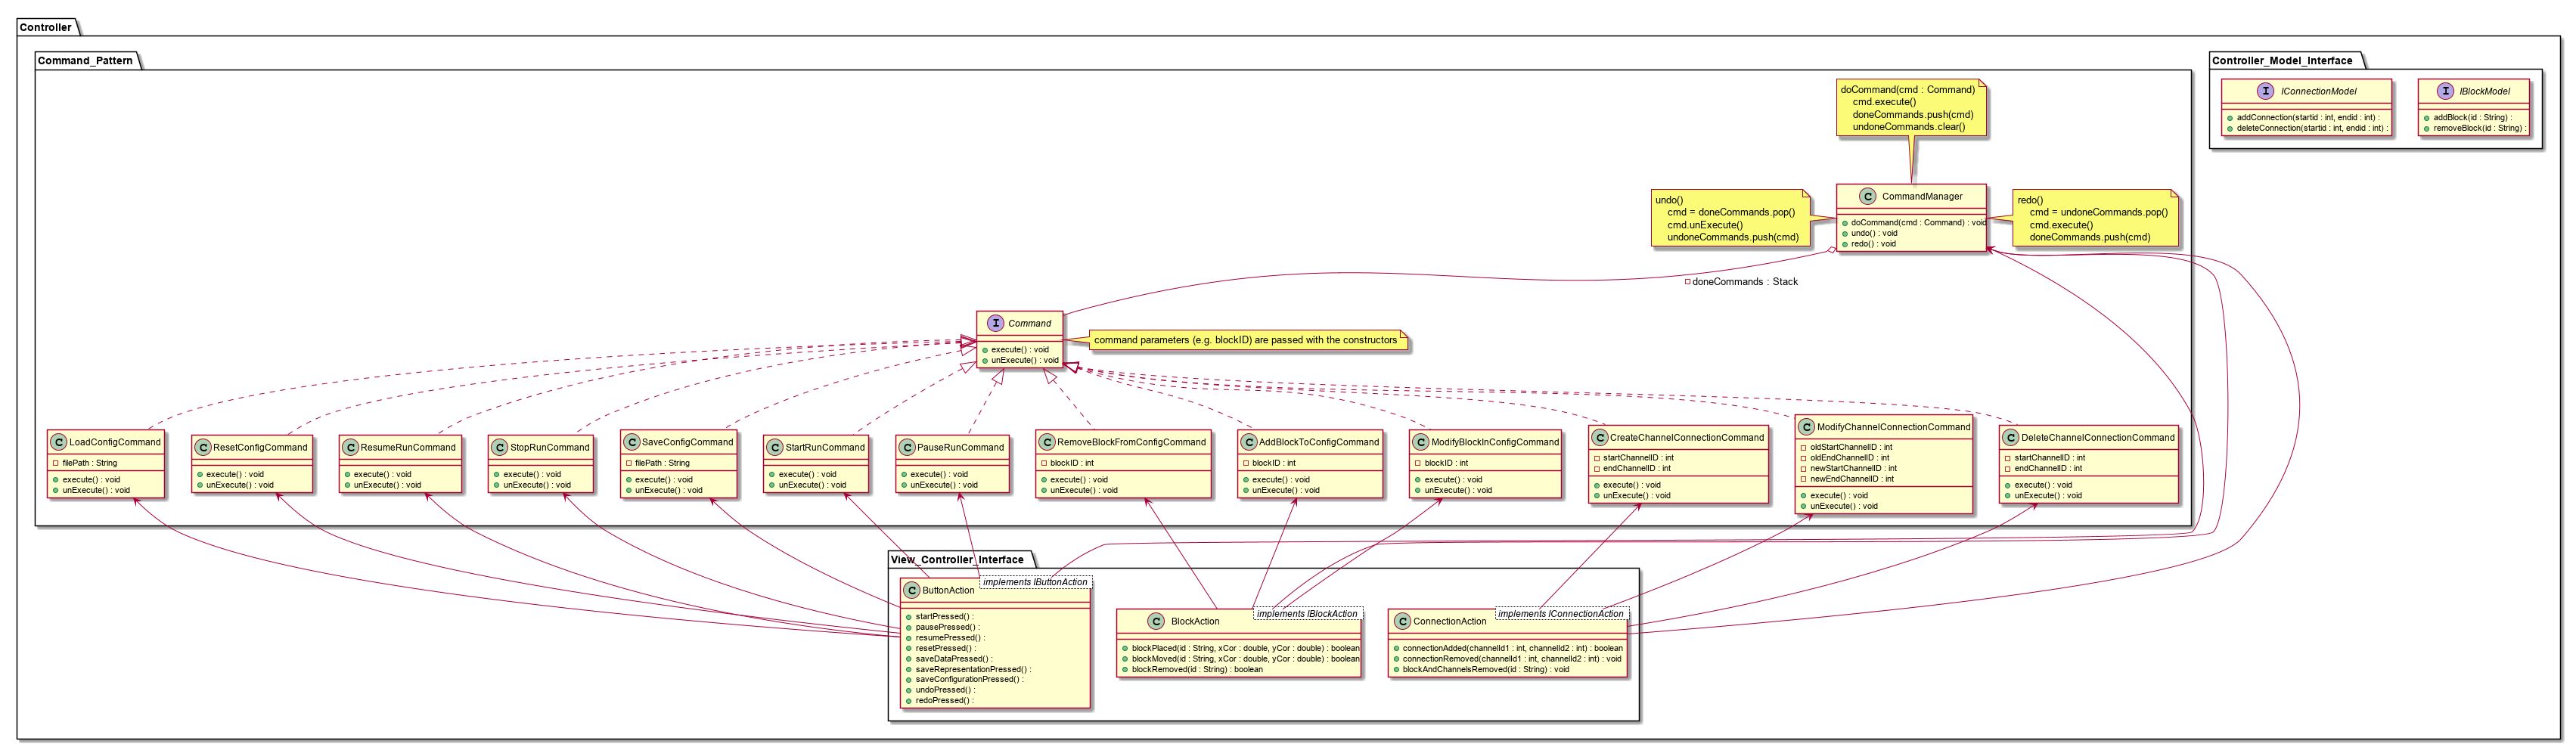 Controller
Command_Pattern
Controller_Model_Interface
doCommand(cmd : Command)
cmd.execute()
doneCommands.push(cmd)
undoneCommands.clear()
I IConnectionModel
addConnection(startid : int, endid : int) :
deleteConnection(startid : int, endid : int) :
I IBlockModel
addBlock(id : String) :
removeBlock(id : String) :
undo()
cmd = doneCommands.pop()
cmd.unExecute()
undoneCommands.push(cmd)
C CommandManager
doCommand(cmd : Command) : void
undo() : void
redo() : void
redo()
cmd = undoneCommands.pop()
cmd.execute()
doneCommands.push(cmd)
doneCommands : Stack
I Command
execute() : void
unExecute() : void
command parameters (e.g. blockID) are passed with the constructors
C LoadConfigCommand
filePath : String
execute() : void
unExecute() : void
C ResetConfigCommand
execute() : void
unExecute() : void
C ResumeRunCommand
execute() : void
unExecute() : void
C StopRunCommand
execute() : void
unExecute() : void
C SaveConfigCommand
filePath : String
execute() : void
unExecute() : void
C StartRunCommand
execute() : void
unExecute() : void
C PauseRunCommand
execute() : void
unExecute() : void
C RemoveBlockFromConfigCommand
blockID : int
execute() : void
unExecute() : void
C AddBlockToConfigCommand
blockID : int
execute() : void
unExecute() : void
C ModifyBlockInConfigCommand
blockID : int
execute() : void
unExecute() : void
C CreateChannelConnectionCommand
startChannelID : int
endChannelID : int
execute() : void
unExecute() : void
C ModifyChannelConnectionCommand
oldStartChannelID : int
oldEndChannelID : int
newStartChannelID : int
newEndChannelID : int
execute() : void
unExecute() : void
C DeleteChannelConnectionCommand
startChannelID : int
endChannelID : int
execute() : void
unExecute() : void
View_Controller_Interface
implements IButtonAction
C ButtonAction
startPressed() :
pausePressed() :
resumePressed() :
resetPressed() :
saveDataPressed() :
saveRepresentationPressed() :
saveConfigurationPressed() :
undoPressed() :
redoPressed() :
implements IBlockAction
C BlockAction
blockPlaced(id : String, xCor : double, yCor : double) : boolean
blockMoved(id : String, xCor : double, yCor : double) : boolean
blockRemoved(id : String) : boolean
implements IConnectionAction
C ConnectionAction
connectionAdded(channelId1 : int, channelId2 : int) : boolean
connectionRemoved(channelId1 : int, channelId2 : int) : void
blockAndChannelsRemoved(id : String) : void